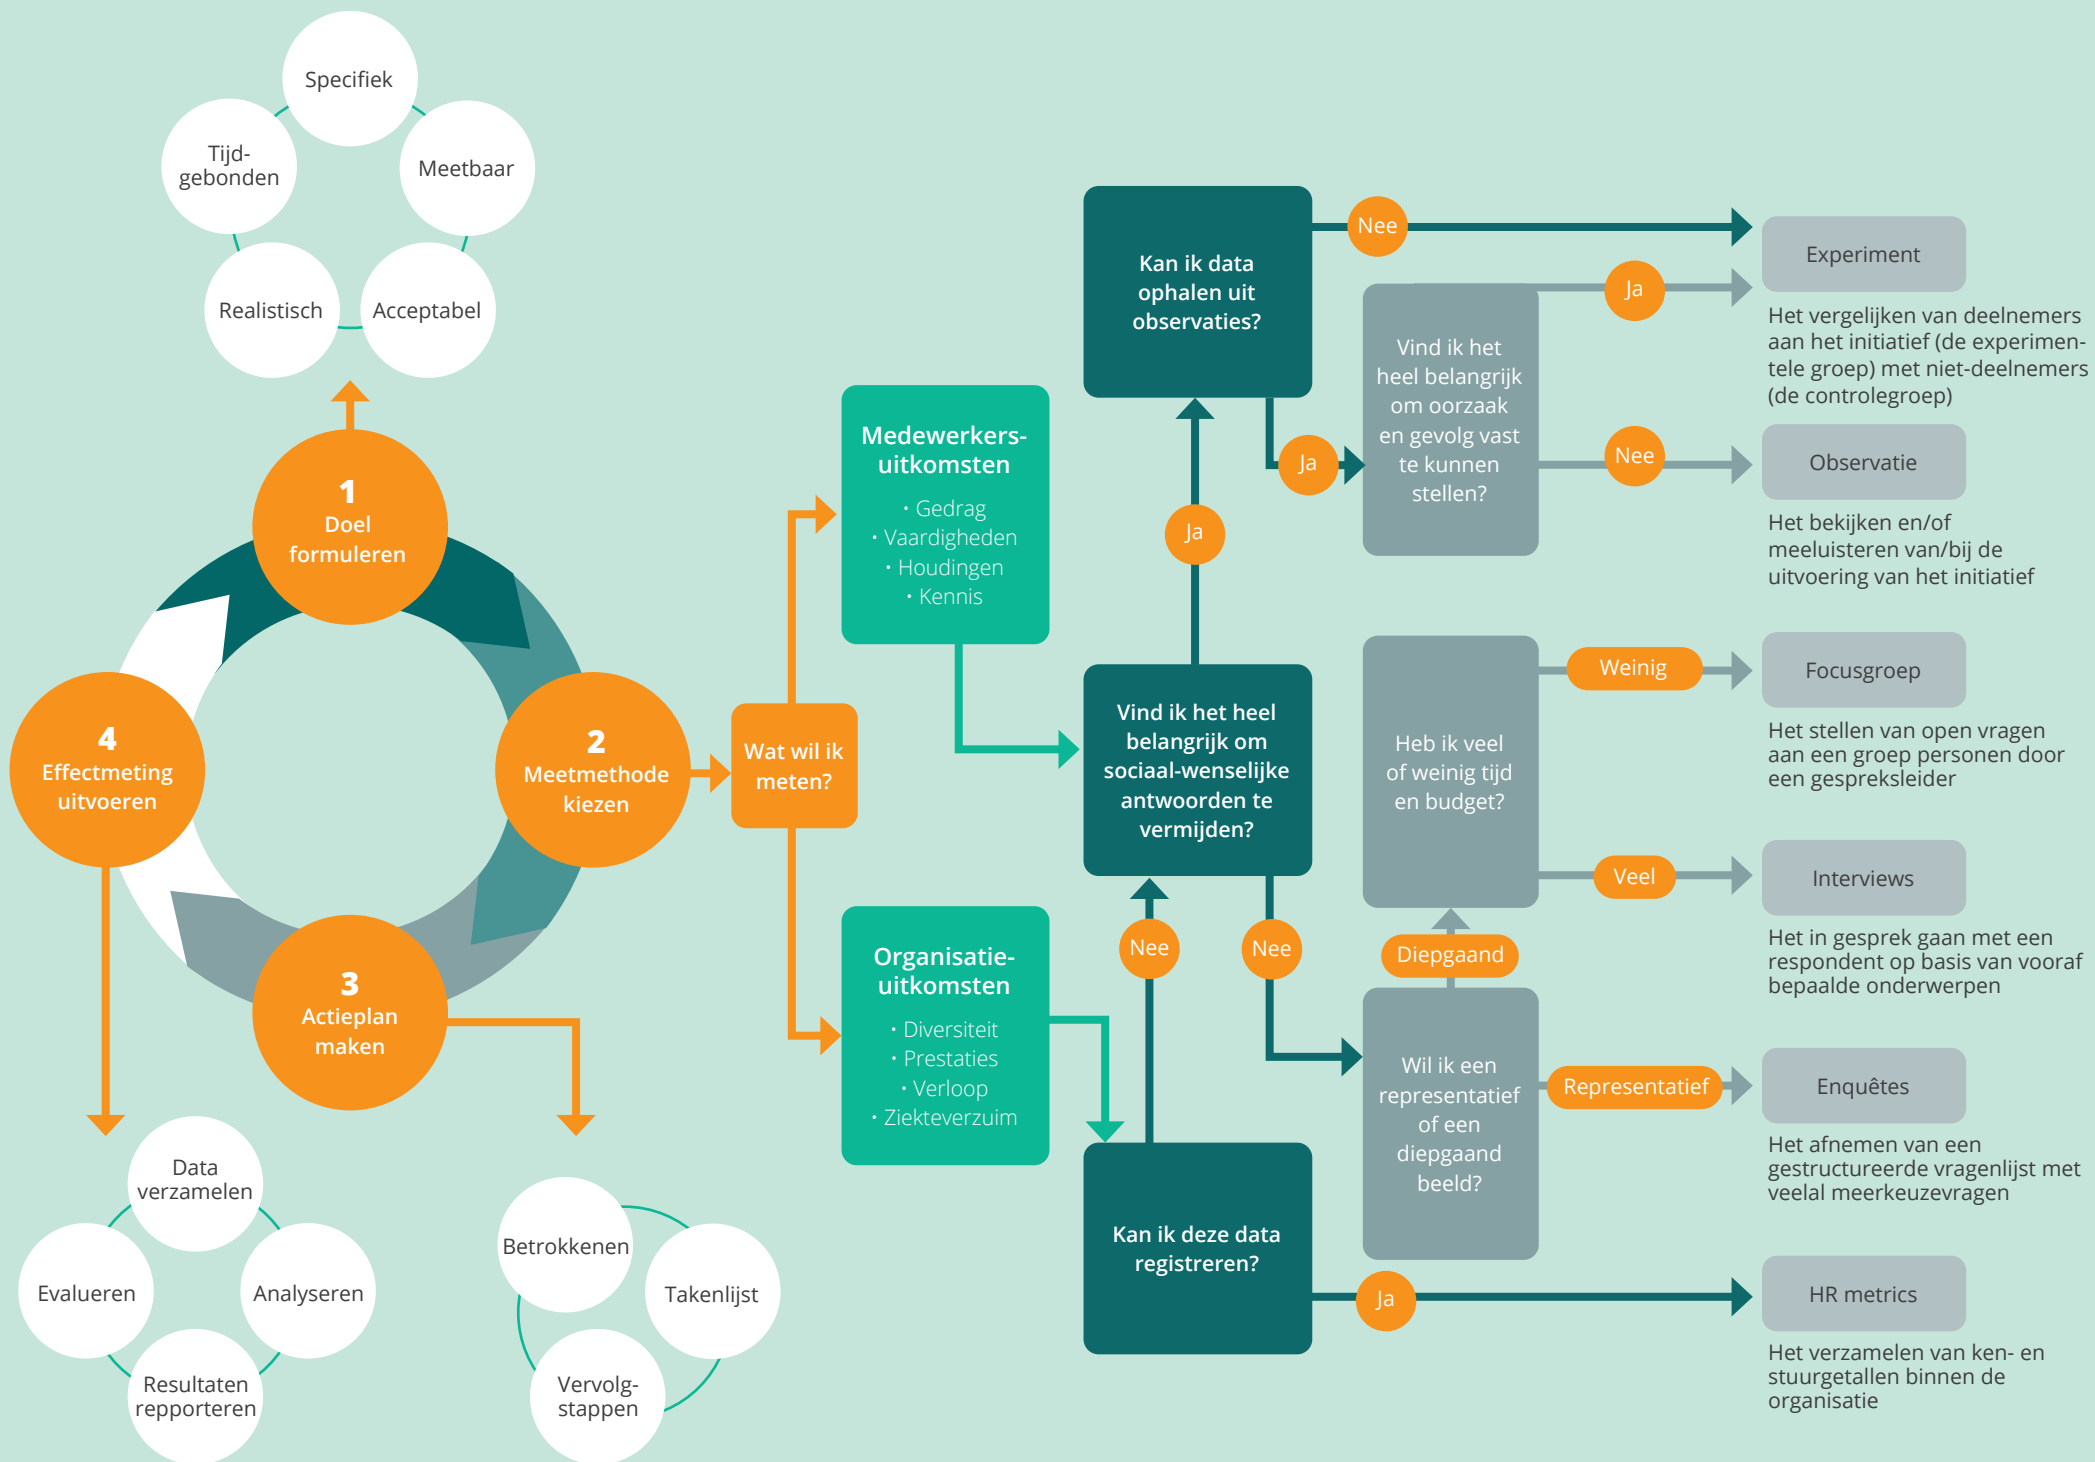 Specifiek
Tijd-
gebonden
Meetbaar
Realistisch
Acceptabel
1
Doel
formuleren
4
Effectmeting
uitvoeren
2
Meetmethode
kiezen
3
Actieplan
maken
Data
verzamelen
Evalueren
Analyseren
Resultaten
repporteren
Betrokkenen
Takenlijst
Vervolg-
stappen
Wat wil ik
meten?
Medewerkers-
uitkomsten
• Gedrag
• Vaardigheden
• Houdingen
• Kennis
Organisatie-
uitkomsten
• Diversiteit
• Prestaties
• Verloop
• Ziekteverzuim
Kan ik data
ophalen uit
observaties?
Nee
Ja
Ja
Vind ik het heel
belangrijk om
sociaal-wenselijke
antwoorden te
vermijden?
Nee
Nee
Kan ik deze data
registreren?
Ja
Vind ik het
heel belangrijk
om oorzaak
en gevolg vast
te kunnen
stellen?
Ja
Nee
Heb ik veel
of weinig tijd
en budget?
Weinig
Veel
Diepgaand
Wil ik een
representatief
of een
diepgaand
beeld?
Representatief
Experiment
Het vergelijken van deelnemers
aan het initiatief (de experimen-
tele groep) met niet-deelnemers
(de controlegroep)
Observatie
Het bekijken en/of
meeluisteren van/bij de
uitvoering van het initiatief
Focusgroep
Het stellen van open vragen
aan een groep personen door
een gespreksleider
Interviews
Het in gesprek gaan met een
respondent op basis van vooraf
bepaalde onderwerpen
Enquêtes
Het afnemen van een
gestructureerde vragenlijst met
veelal meerkeuzevragen
HR metrics
Het verzamelen van ken- en
stuurgetallen binnen de
organisatie